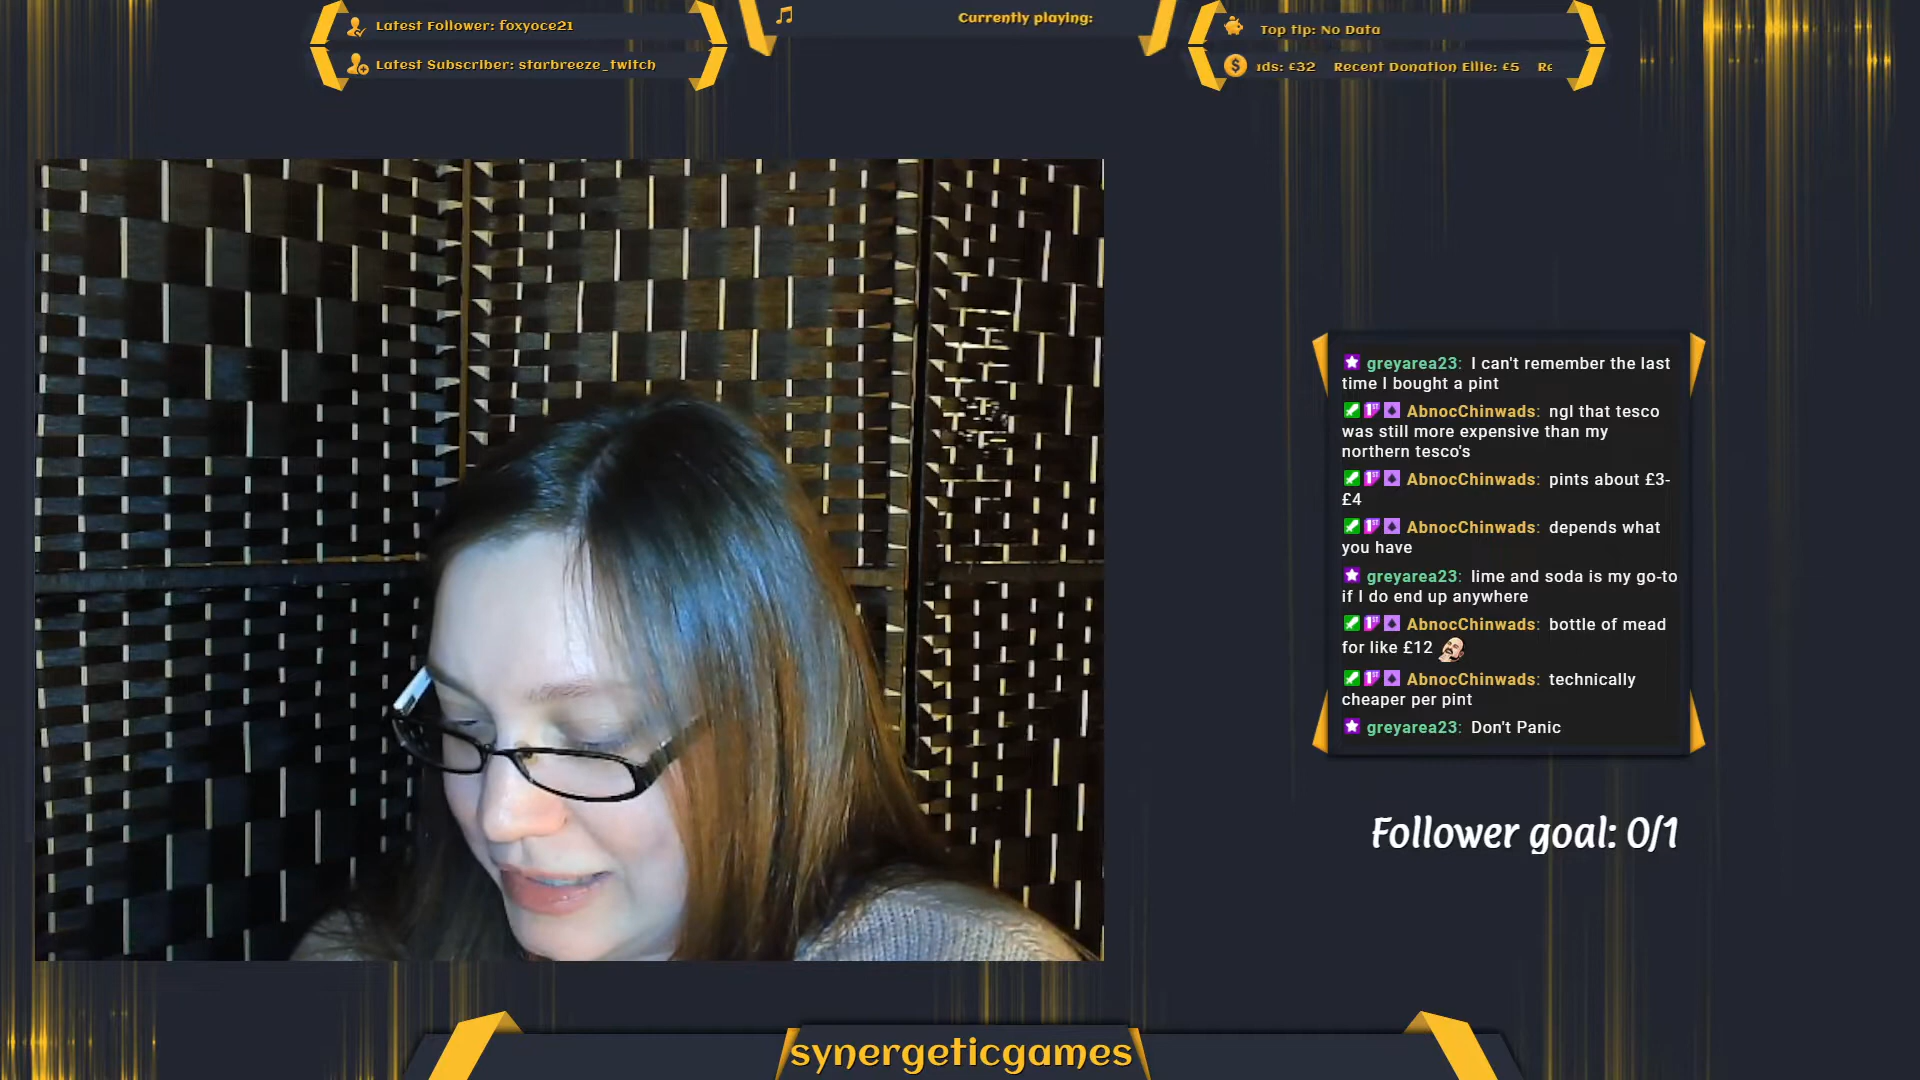 Latest Follower: foxyoce21
Latest Subscriber: starbreeze_twitch
Currently playing:
Top tip: No Data
ids: £32 Recent Donation Ellie: £5 Re
greyarea23: I can't remember the last
time I bought a pint
AbnocChinwads: ngl that tesco
was still more expensive than my
northern tesco's
AbnocChinwads: pints about £3-
£4
AbnocChinwads: depends what
you have
greyarea23: lime and soda is my go-to
if I do end up anywhere
AbnocChinwads: bottle of mead
for like £12
AbnocChinwads: technically
cheaper per pint
greyarea23: Don't Panic
Follower goal: 0/1
synergeticgames